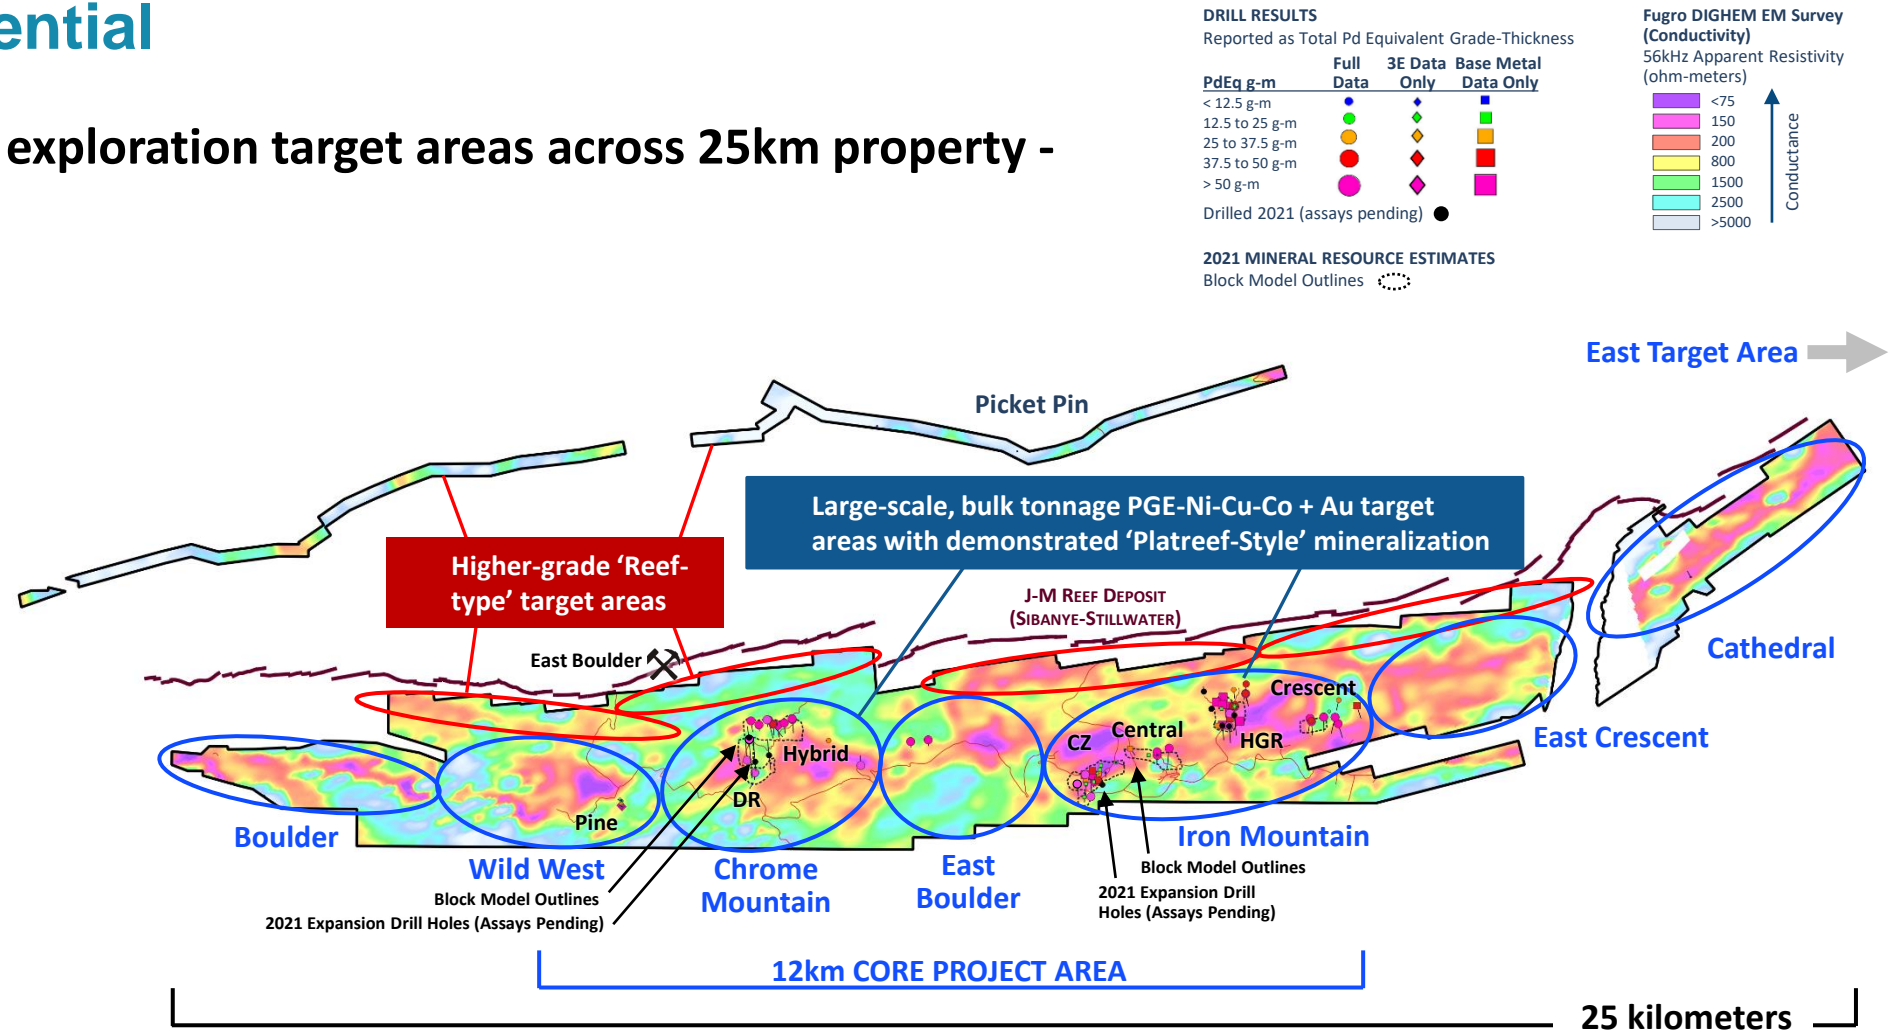 ential
exploration target areas across 25km property -
DRILL RESULTS
Reported as Total Pd Equivalent Grade-Thickness
PdEq g-m Full Data 3E Data Only Base Metal Data Only
< 12.5 g-m
12.5 to 25 g-m
25 to 37.5 g-m
37.5 to 50 g-m
> 50 g-m
Drilled 2021 (assays pending)
2021 MINERAL RESOURCE ESTIMATES
Block Model Outlines
Fugro DIGHEM EM Survey
(Conductivity)
56kHz Apparent Resistivity
(ohm-meters)
<75
150
200
800
1500
2500
>5000
Conductance
East Target Area
Picket Pin
Large-scale, bulk tonnage PGE-Ni-Cu-Co + Au target
areas with demonstrated ‘Platreef-Style’ mineralization
Higher-grade ‘Reef-
type’ target areas
J-M REEF DEPOSIT
(SIBANYE-STILLWATER)
East Boulder
Cathedral
Crescent
Central
CZ
HGR
Hybrid
DR
Pine
East Crescent
Boulder
Wild West
Chrome
Mountain
East
Boulder
Iron Mountain
Block Model Outlines
2021 Expansion Drill Holes (Assays Pending)
Block Model Outlines
2021 Expansion Drill
Holes (Assays Pending)
12km CORE PROJECT AREA
25 kilometers